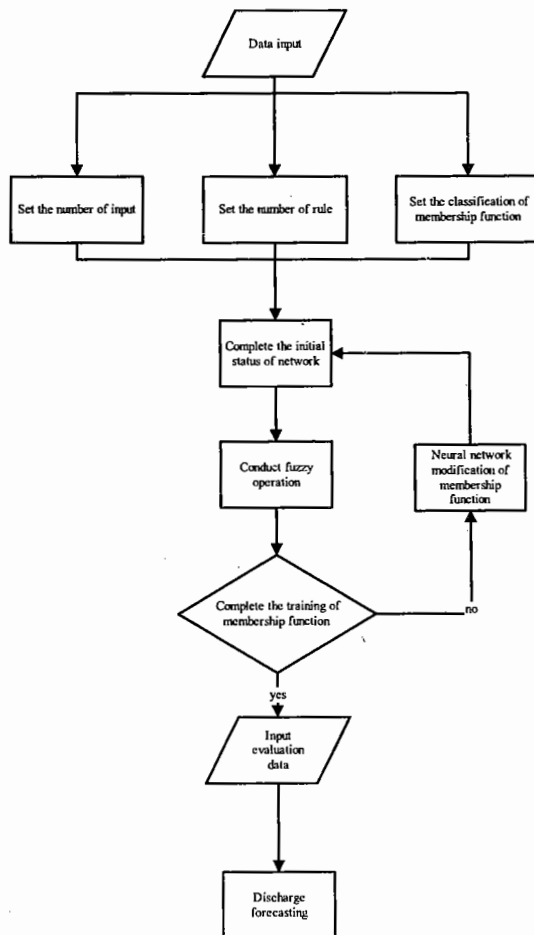 Data input
Set the number of input
Set the number of rule
Set the classification of
membership function
Complete the initial
status of network
Conduct fuzzy
operation
Neural network
modification of
membership
function
Complete the training of
membership function
no
yes
Input
evaluation
data
Discharge
forecasting